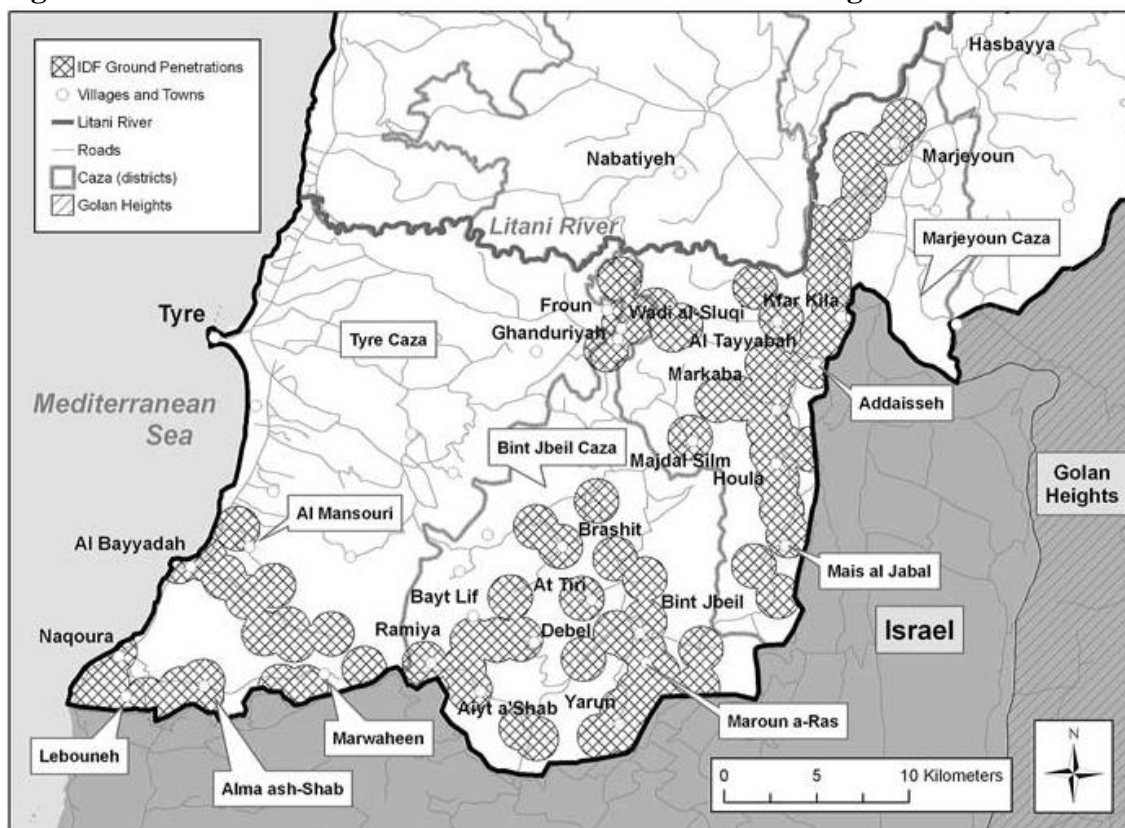 IDF Ground Penetrations
Villages and Towns
Litani River
Roads
Caza (districts)
Golan Heights
Hasbayya
Nabatiyeh
Marjeyoun
Litani River
Marjeyoun Caza
Froun
Wadi al-Sluqi
Kfar Kila
Tyre
Ghanduriyah
Tyre Caza
Al Tayyabah
Markaba
Mediterranean
Sea
Addaisseh
Bint Jbeil Caza
Majdal Silm
Houla
Golan
Heights
Al Mansouri
Al Bayyadah
Brashit
Mais al Jabal
At Tiri
Bayt Lif
Bint Jbeil
Naqoura
Ramiya
Debel
Israel
Aiyt a'Shab
Yarun
Maroun a-Ras
Marwaheen
Lebouneh
Alma ash-Shab
N
0 5 10 Kilometers